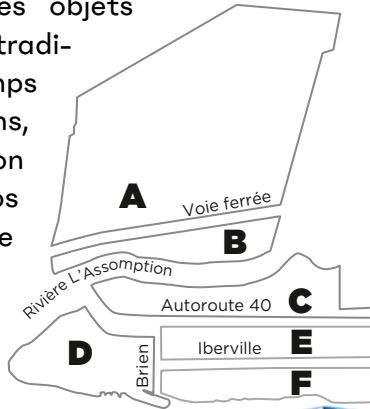 es objets
tradi-
mps
ns,
on
os
e
A
Voie ferrée
B
Rivière L'Assomption
Autoroute 40
C
D
Brien
Iberville
E
F